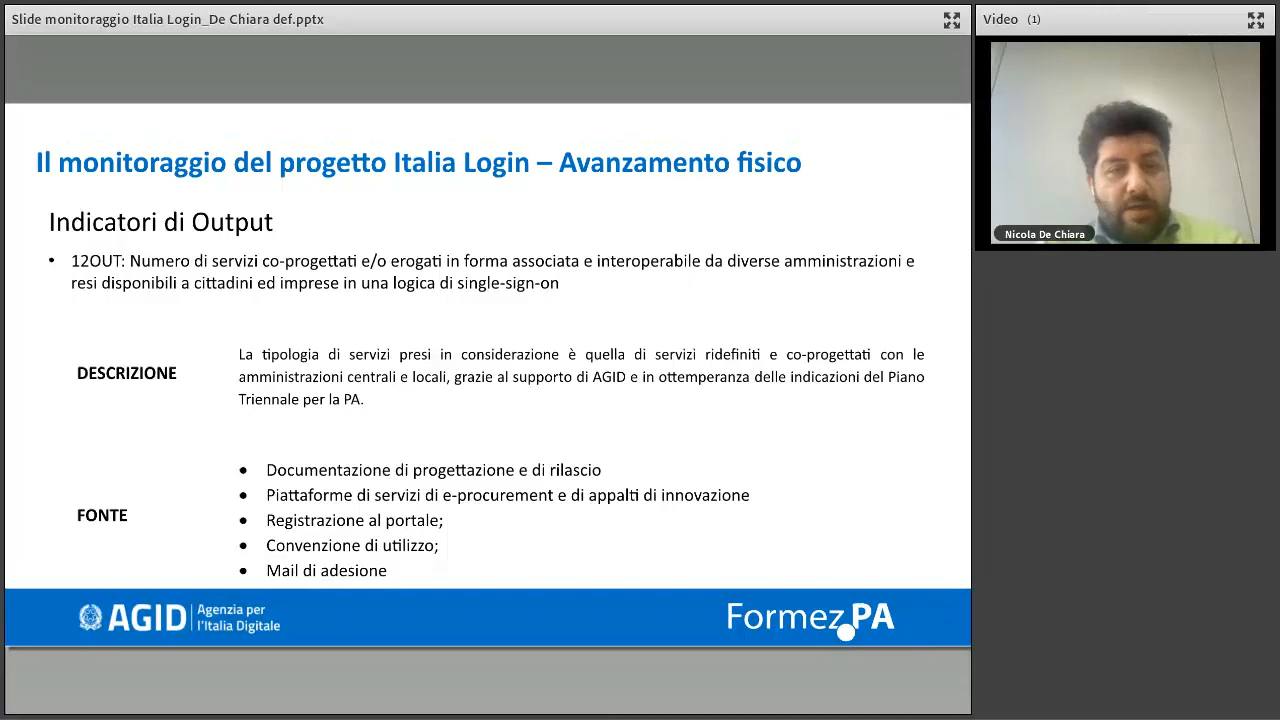 Slide monitoraggio Italia Login_De Chiara def.pptx
Video (1)
Nicola De Chiara
Il monitoraggio del progetto Italia Login – Avanzamento fisico
Indicatori di Output
• 12OUT: Numero di servizi co-progettati e/o erogati in forma associata e interoperabile da diverse amministrazioni e
resi disponibili a cittadini ed imprese in una logica di single-sign-on
DESCRIZIONE
La tipologia di servizi presi in considerazione è quella di servizi ridefiniti e co-progettati con le
amministrazioni centrali e locali, grazie al supporto di AGID e in ottemperanza delle indicazioni del Piano
Triennale per la PA.
FONTE
• Documentazione di progettazione e di rilascio
• Piattaforme di servizi di e-procurement e di appalti di innovazione
• Registrazione al portale;
• Convenzione di utilizzo;
• Mail di adesione
AGID
Agenzia per
l'Italia Digitale
Formez PA